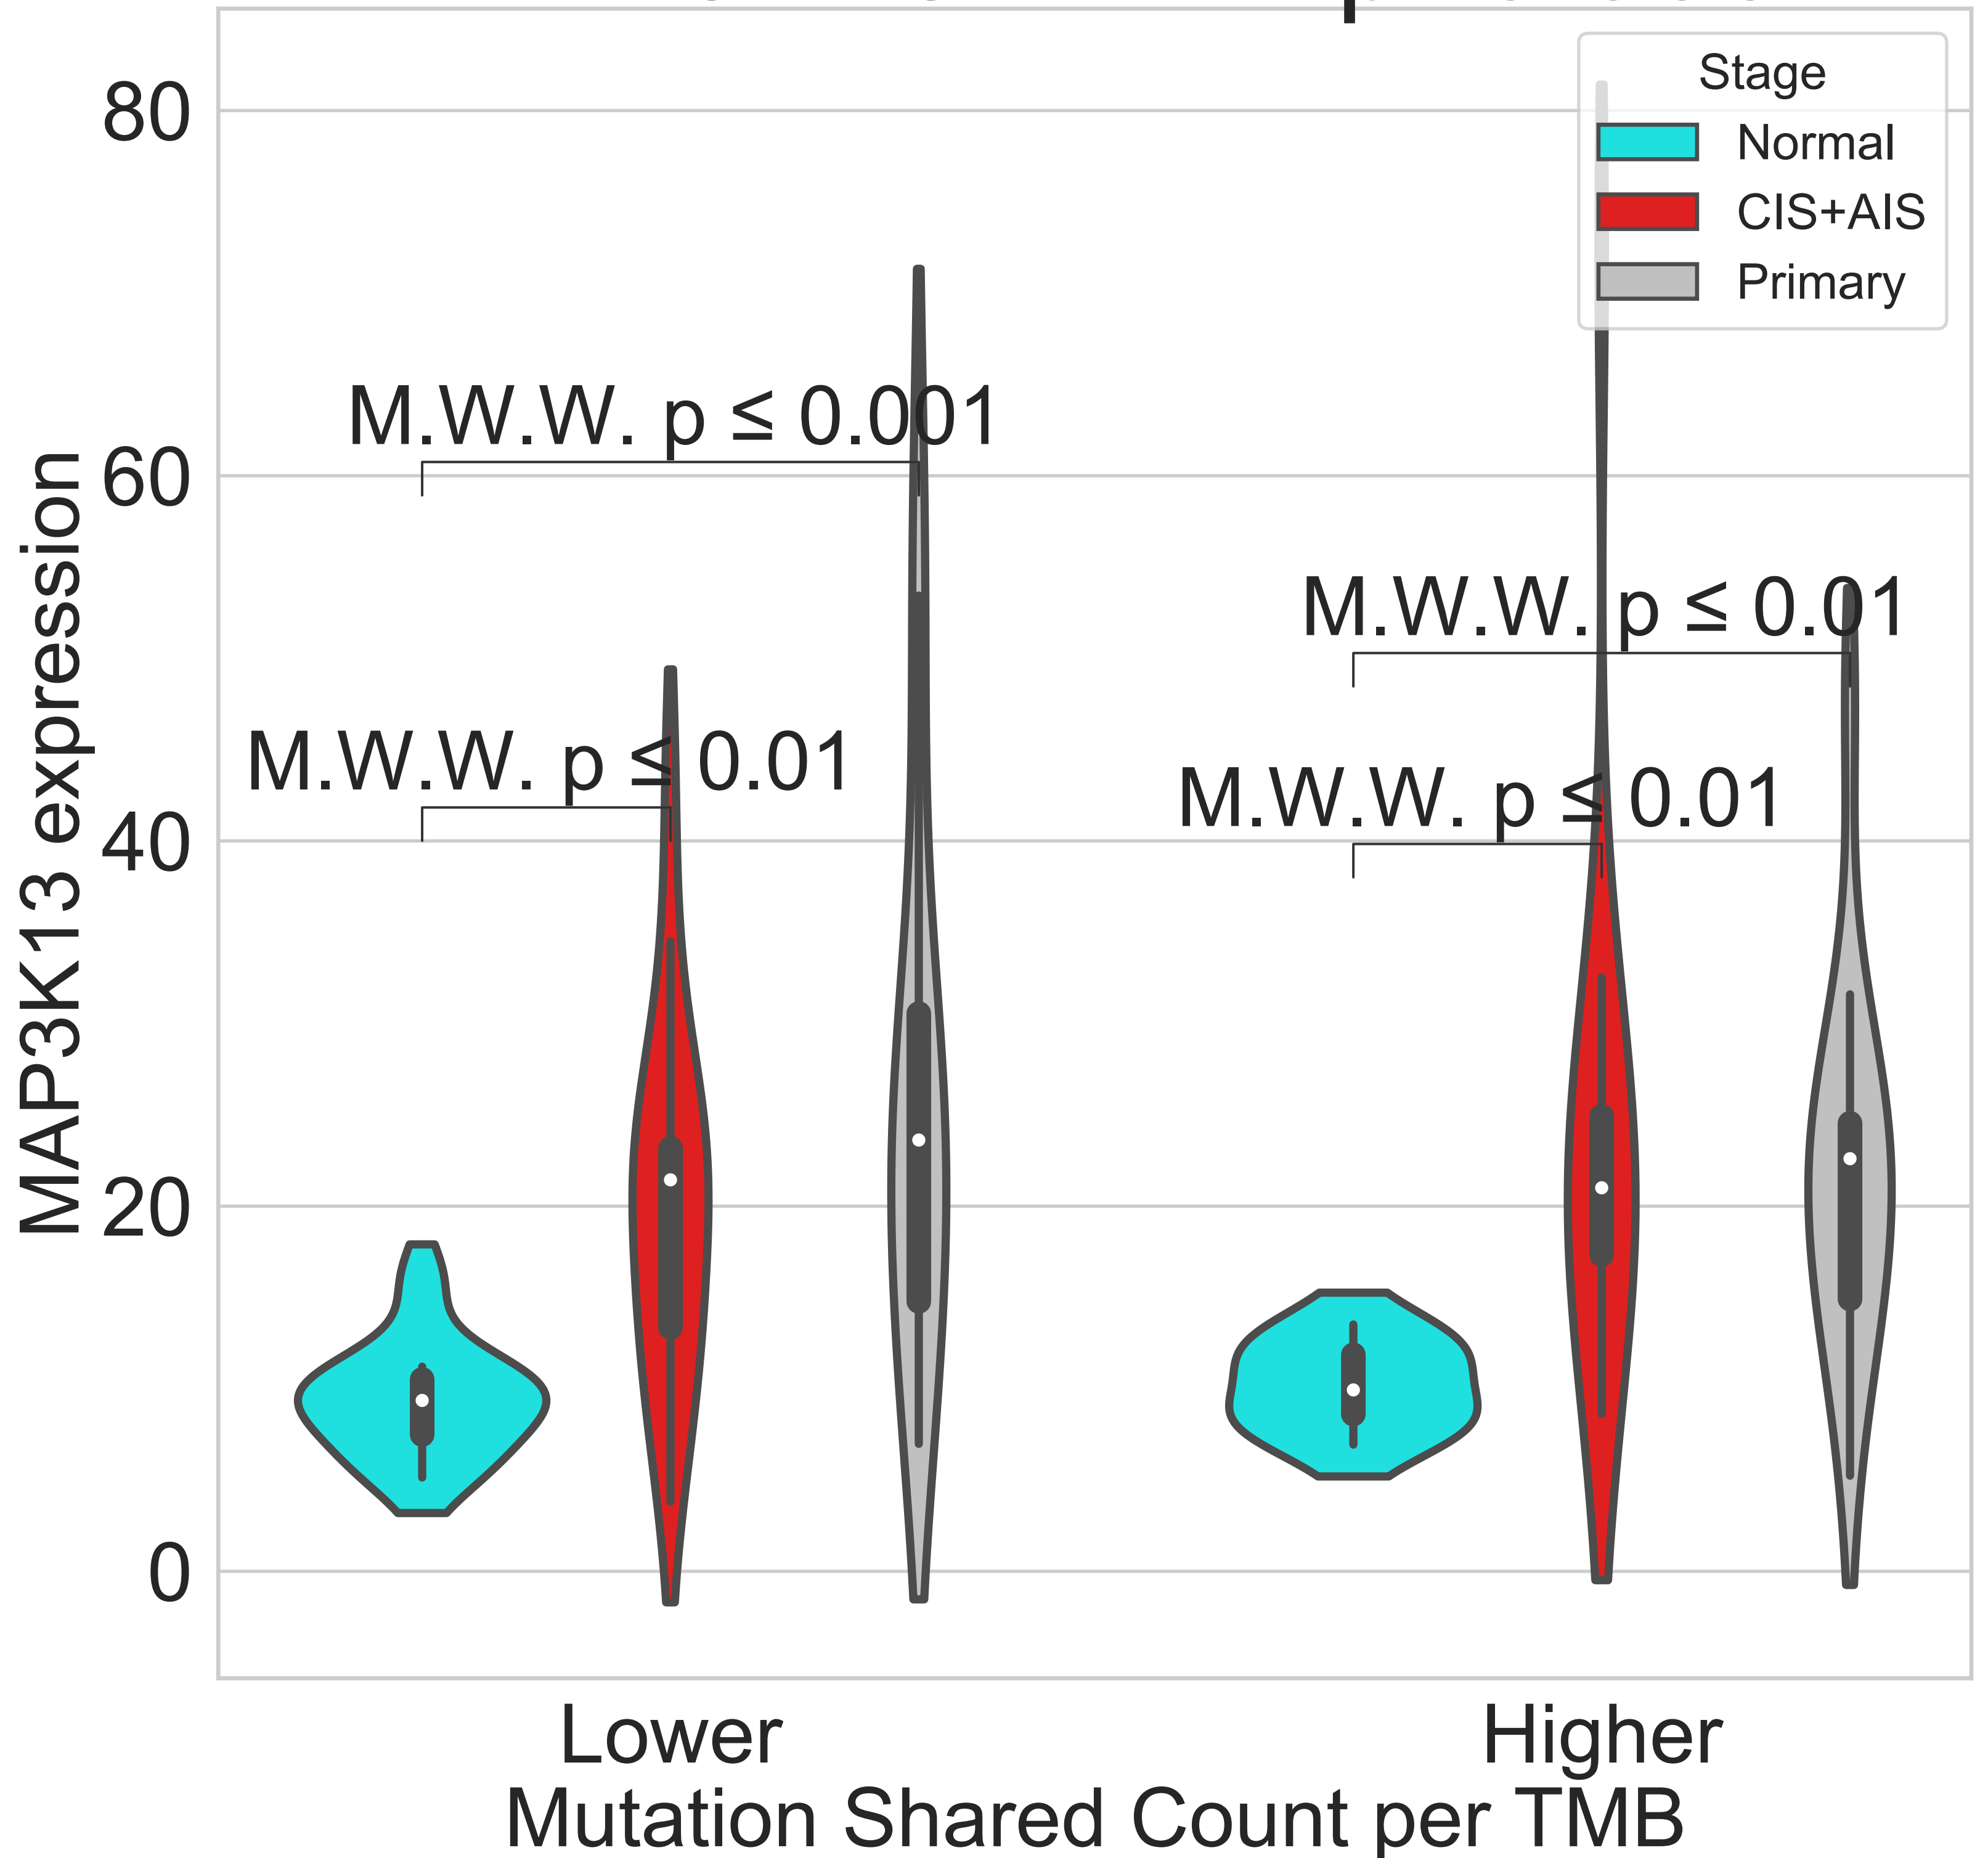 Stage
Normal
CIS+AIS
Primary
MAP3K13 expression
80
60
40
20
0
M.W.W. p ≤ 0.001
M.W.W. p ≤ 0.01
M.W.W. p ≤ 0.01
M.W.W. p ≤ 0.01
Lower
Higher
Mutation Shared Count per TMB